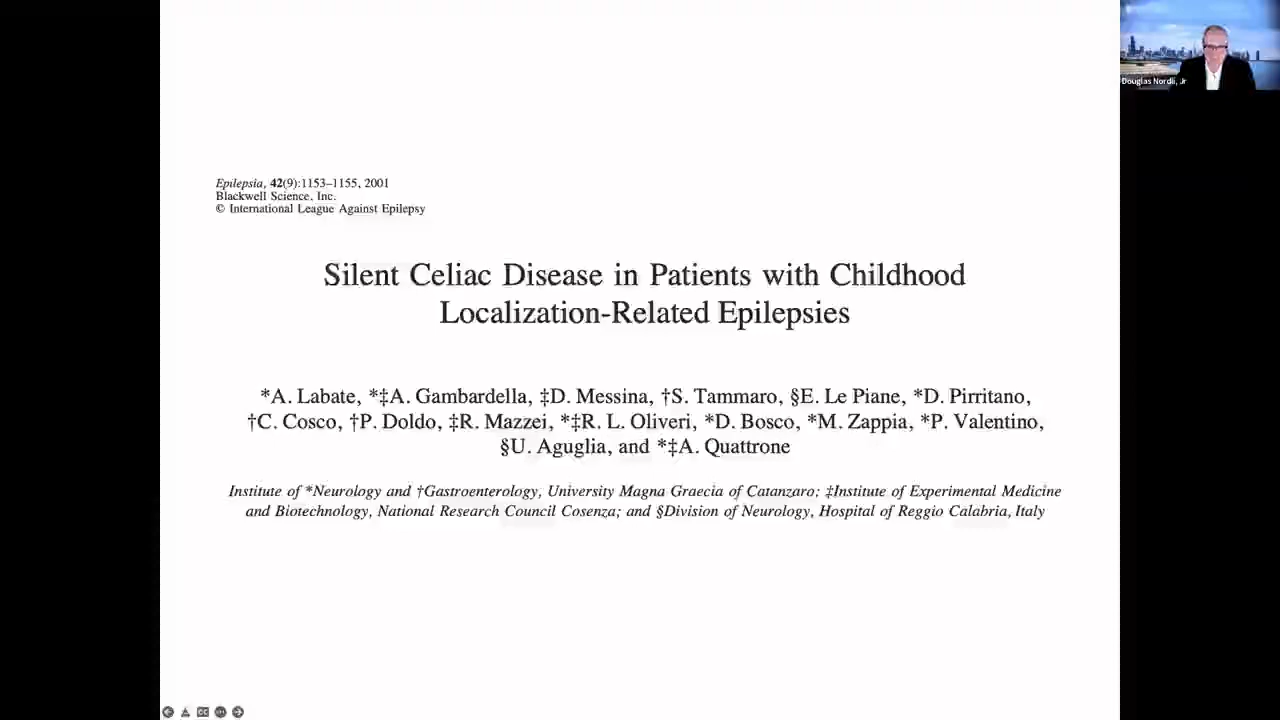 Epilepsia, 42(9):1153–1155, 2001
Blackwell Science, Inc.
© International League Against Epilepsy
Silent Celiac Disease in Patients with Childhood
Localization-Related Epilepsies
*A. Labate, *‡A. Gambardella, ‡D. Messina, †S. Tammaro, §E. Le Piane, *D. Pirritano,
†C. Cosco, †P. Doldo, ‡R. Mazzei, *‡R. L. Oliveri, *D. Bosco, *M. Zappia, *P. Valentino,
§U. Aguglia, and *‡A. Quattrone
Institute of *Neurology and †Gastroenterology, University Magna Graecia of Catanzaro; ‡Institute of Experimental Medicine
and Biotechnology, National Research Council Cosenza; and §Division of Neurology, Hospital of Reggio Calabria, Italy
Douglas Nordli, Jr